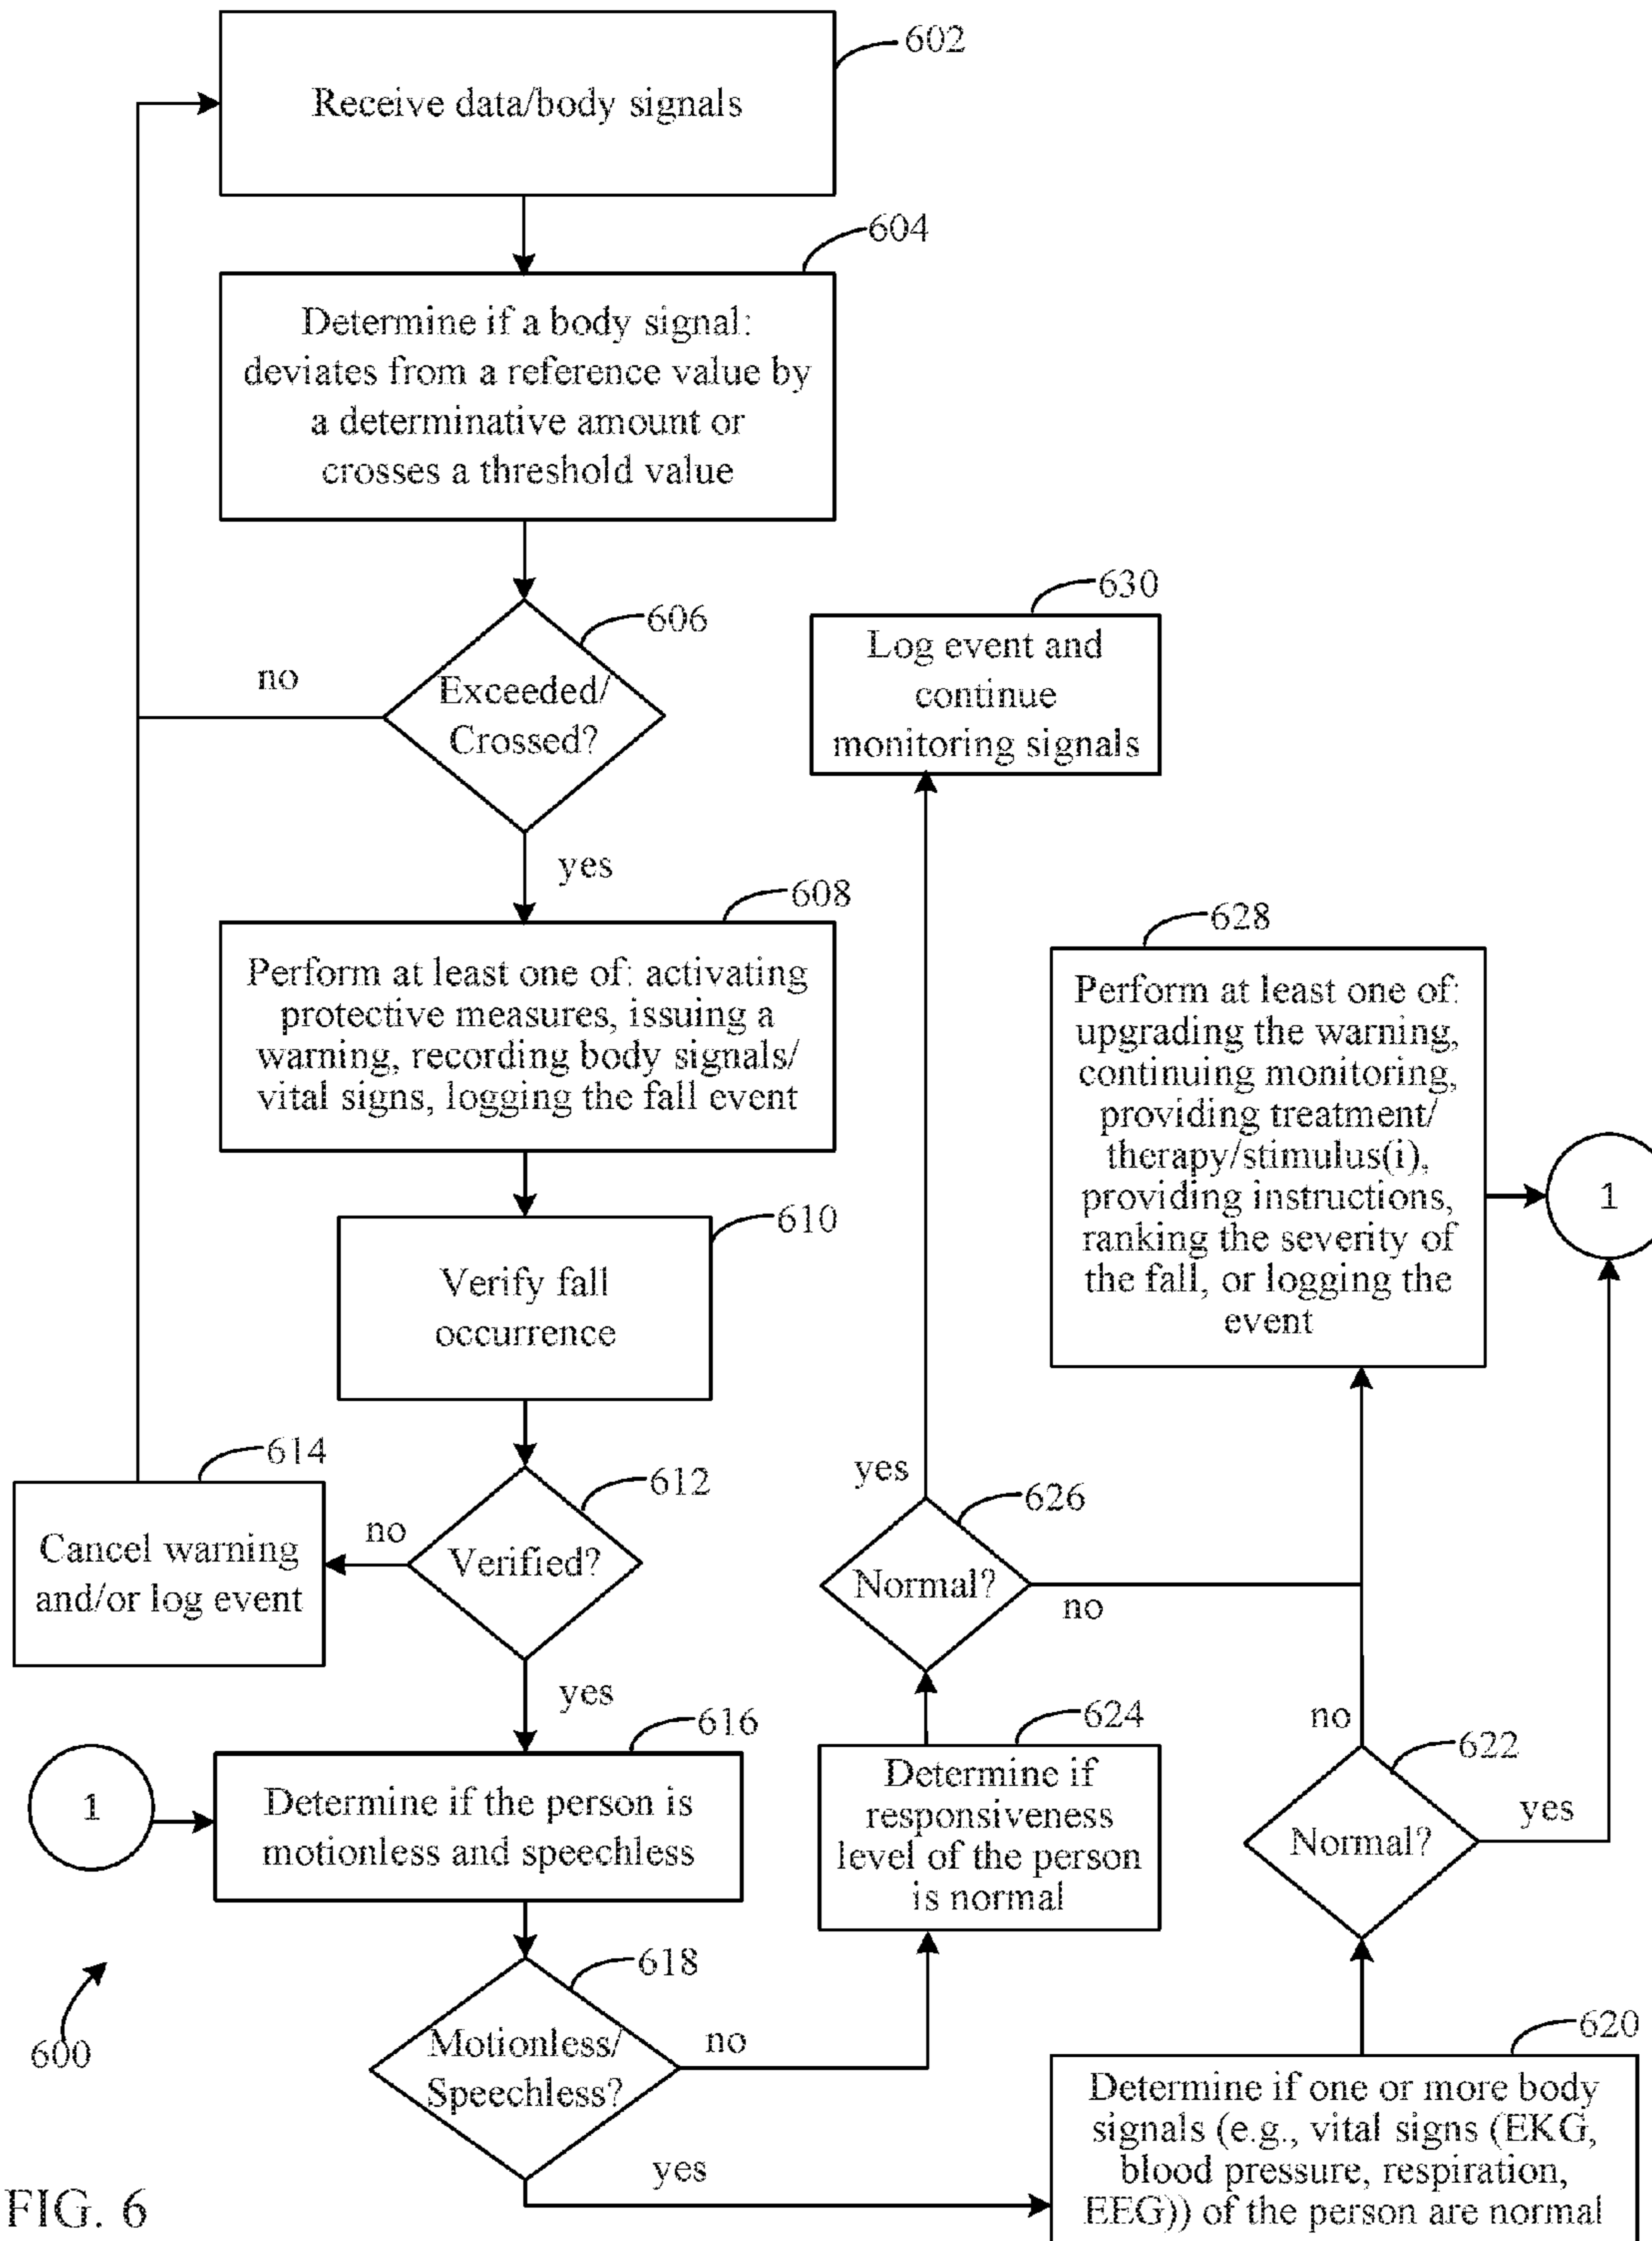 602
Receive data/body signals
604
Determine if a body signal:
deviates from a reference value by
a determinative amount or
crosses a threshold value
606
Exceeded/
Crossed?
no
yes
608
Perform at least one of: activating
protective measures, issuing a
warning, recording body signals/
vital signs, logging the fall event
610
Verify fall
occurrence
612
Verified?
no
614
Cancel warning
and/or log event
yes
616
1
Determine if the person is
motionless and speechless
618
Motionless/
Speechless?
no
yes
600
620
Determine if one or more body
signals (e.g., vital signs (EKG,
blood pressure, respiration,
EEG)) of the person are normal
622
Normal?
no
yes
624
Determine if
responsiveness
level of the person
is normal
626
Normal?
yes
no
628
Perform at least one of:
upgrading the warning,
continuing monitoring,
providing treatment/
therapy/stimulus(i),
providing instructions,
ranking the severity of
the fall, or logging the
event
1
630
Log event and
continue
monitoring signals
FIG. 6